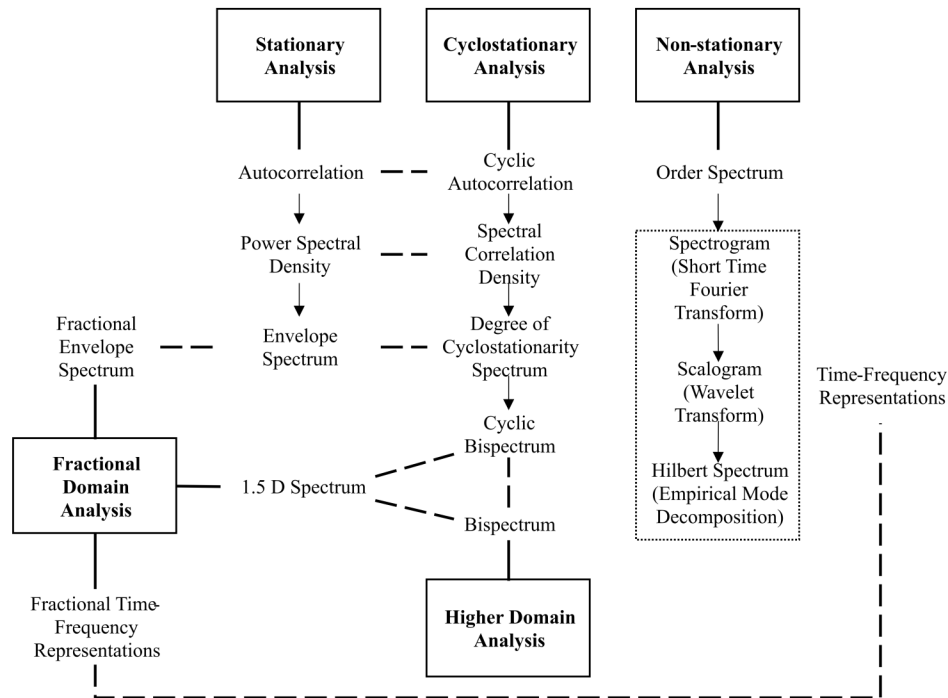 Stationary
Analysis
Cyclostationary
Analysis
Non-stationary
Analysis
Autocorrelation
Cyclic
Autocorrelation
Order Spectrum
Power Spectral
Density
Spectral
Correlation
Density
Spectrogram
(Short Time
Fourier
Transform)
Fractional
Envelope
Spectrum
Envelope
Spectrum
Degree of
Cyclostationarity
Spectrum
Scalogram
(Wavelet
Transform)
Time-Frequency
Representations
Cyclic
Bispectrum
Fractional
Domain
Analysis
1.5 D Spectrum
Hilbert Spectrum
(Empirical Mode
Decomposition)
Bispectrum
Fractional Time-
Frequency
Representations
Higher Domain
Analysis